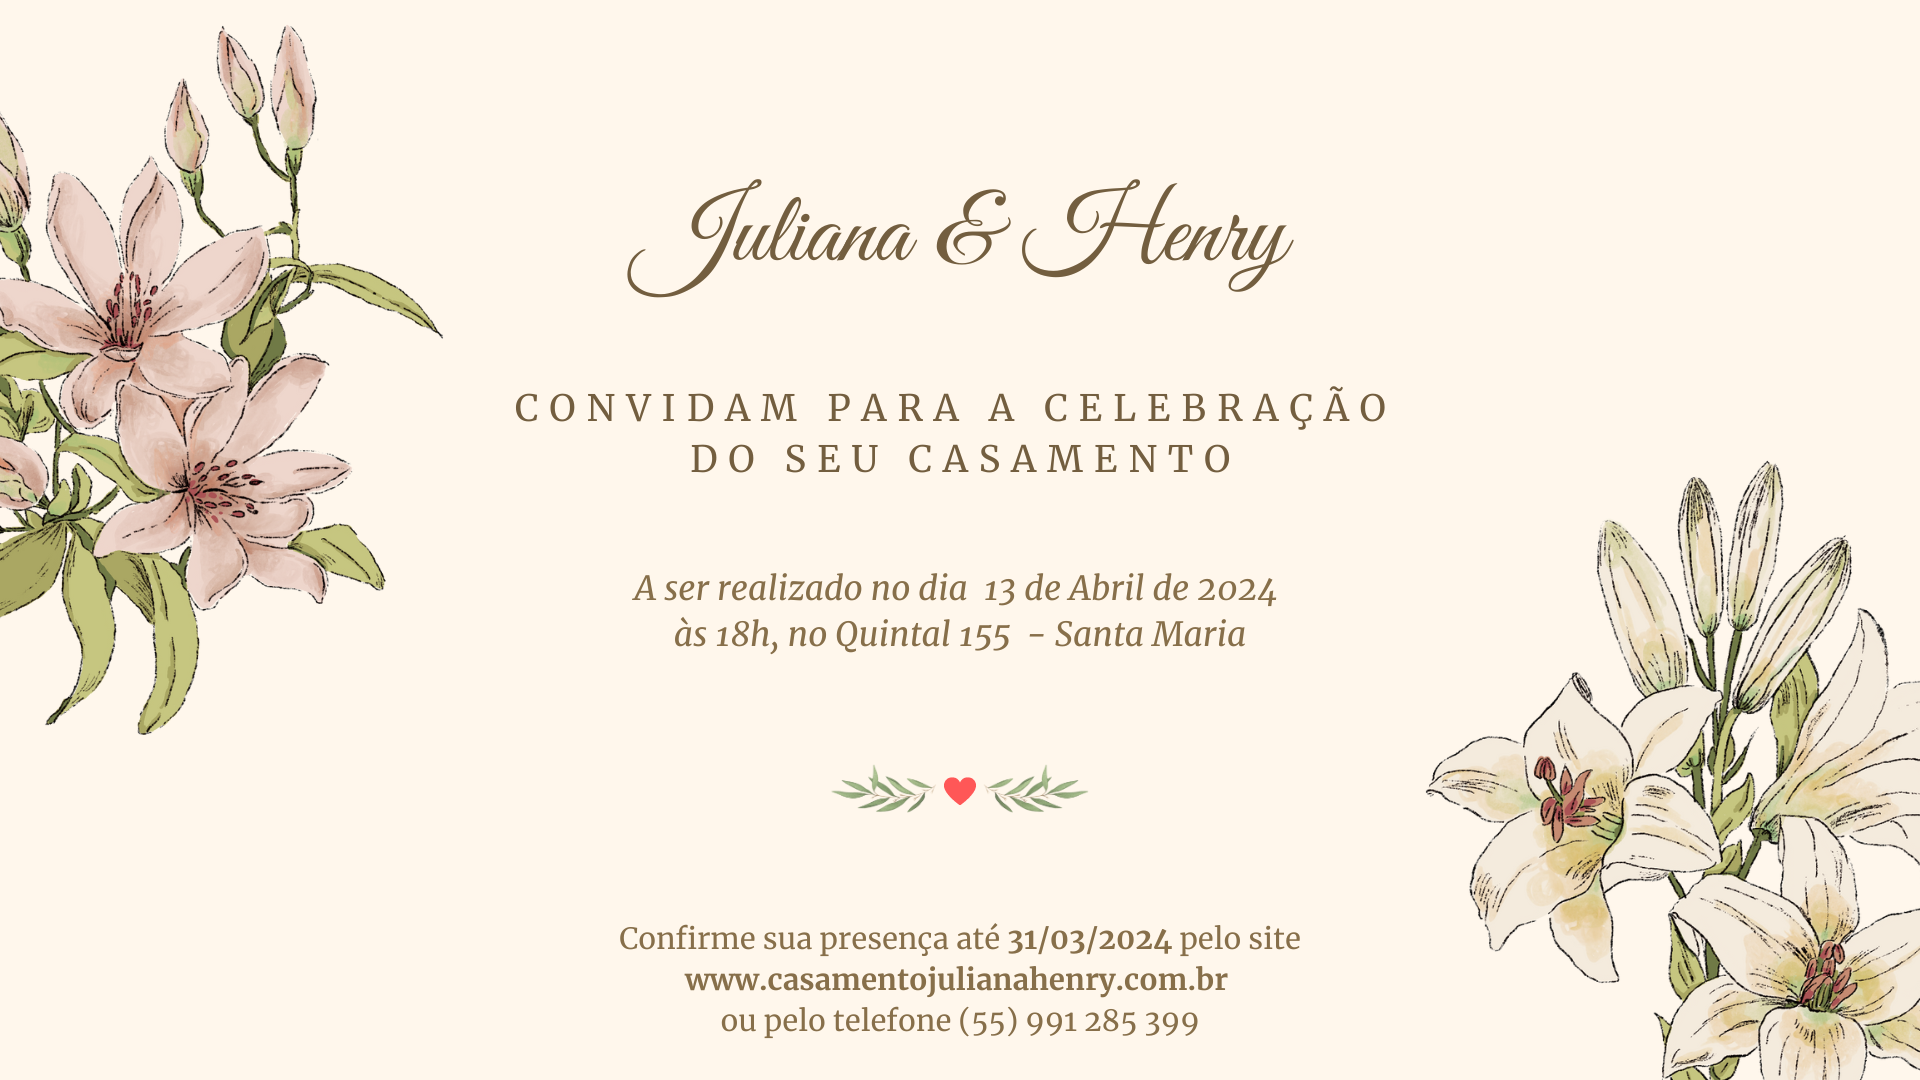 Juliana & Henry
CONVIDAM PARA A CELEBRAÇÃO
DO SEU CASAMENTO
A ser realizado no dia 13 de Abril de 2024
às 18h, no Quintal 155 - Santa Maria
Confirme sua presença até 31/03/2024 pelo site
www.casamentojulianahenry.com.br
ou pelo telefone (55) 991 285 399